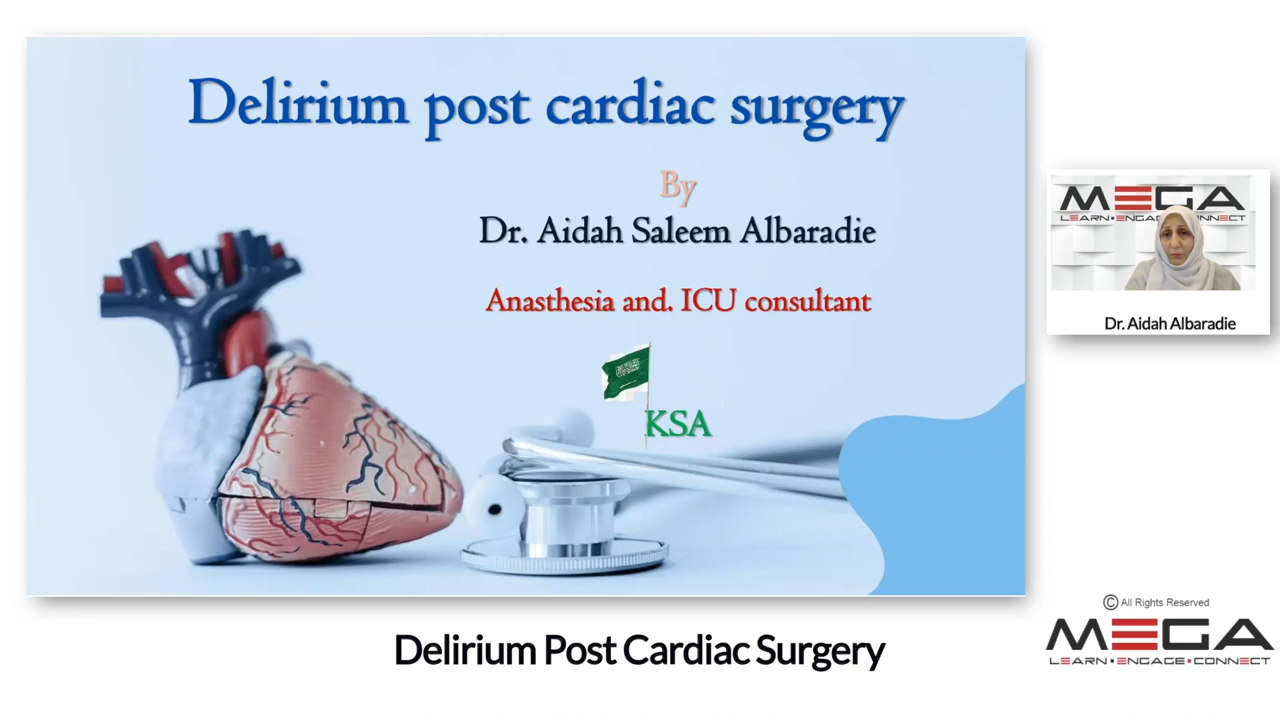 Delirium post cardiac surgery
By
Dr. Aidah Saleem Albaradie
Anasthesia and. ICU consultant
KSA
MEGA
LEARN▪ENGAGE▪CONNECT
Dr. Aidah Albaradie
Delirium Post Cardiac Surgery
© All Rights Reserved
MEGA
LEARN▪ENGAGE▪CONNECT